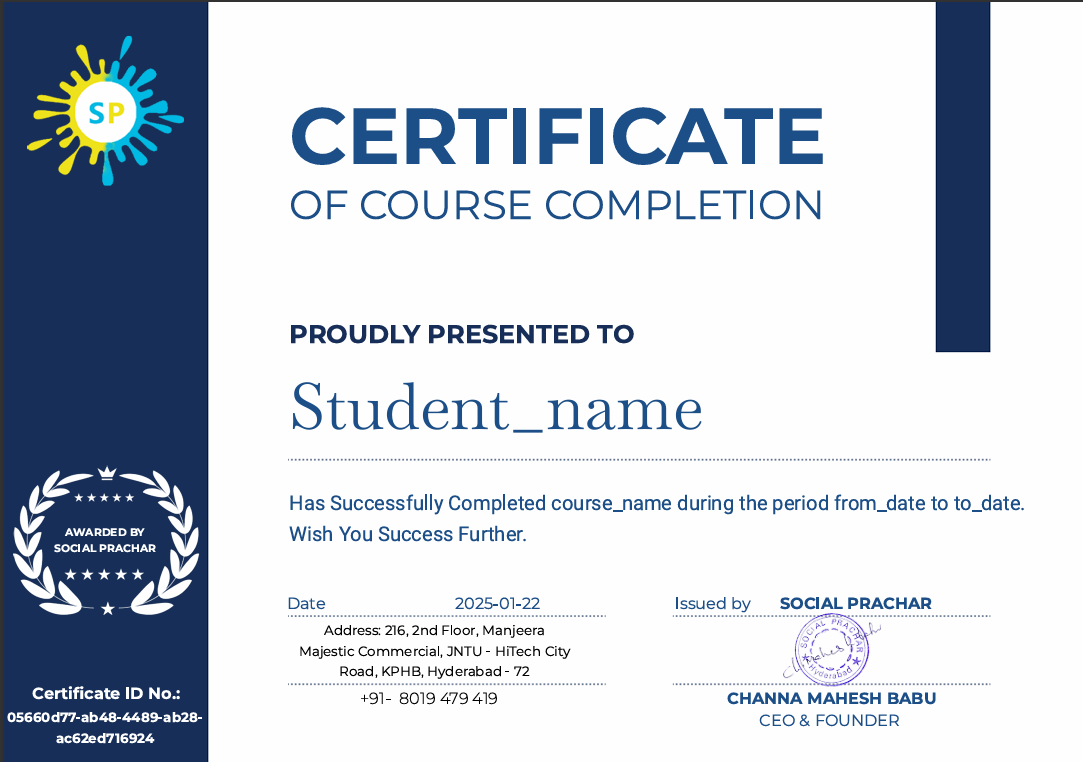 SP
CERTIFICATE
OF COURSE COMPLETION
PROUDLY PRESENTED TO
Student_name
Has Successfully Completed course_name during the period from_date to to_date.
Wish You Success Further.
AWARDED BY
SOCIAL PRACHAR
Date 2025-01-22
Address: 216, 2nd Floor, Manjeera
Majestic Commercial, JNTU - HiTech City
Road, KPHB, Hyderabad - 72
+91- 8019 479 419
Issued by SOCIAL PRACHAR
SOCIAL PRACHAR
Hyderabad
CHANNA MAHESH BABU
CEO & FOUNDER
Certificate ID No.:
05660d77-ab48-4489-ab28-
ac62ed716924